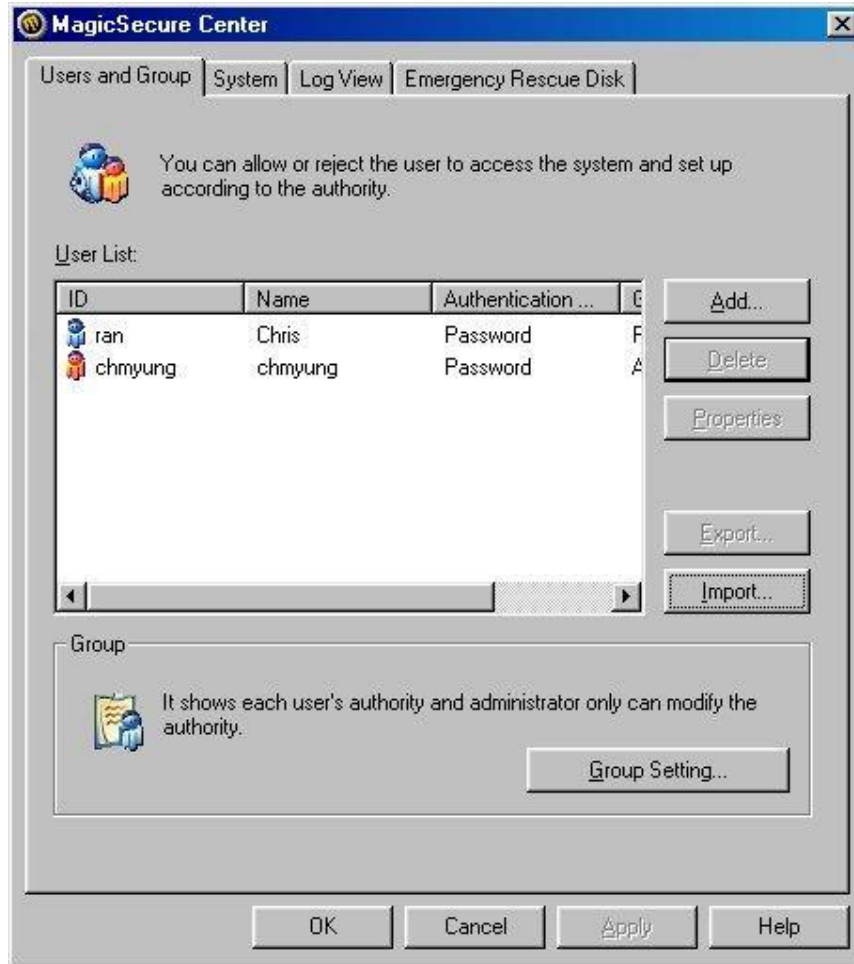 MagicSecure Center
Users and Group System Log View Emergency Rescue Disk
You can allow or reject the user to access the system and set up
according to the authority.
User List:
ID Name Authentication ...
ran Chris Password
chmyung chmyung Password
Add...
Delete
Properties
Export...
Import...
Group
It shows each user's authority and administrator only can modify the
authority.
Group Setting...
OK Cancel Apply Help